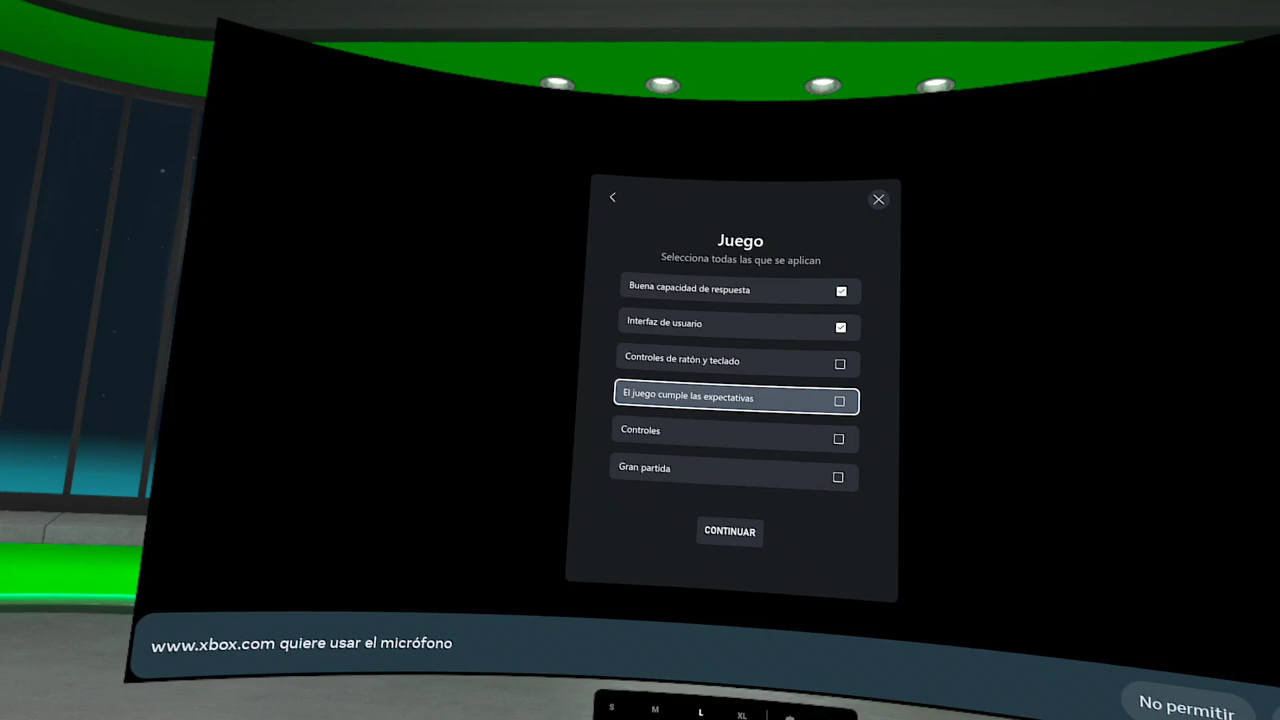 Juego
Selecciona todas las que se aplican
Buena capacidad de respuesta
Interfaz de usuario
Controles de ratón y teclado
El juego cumple las expectativas
Controles
Gran partida
CONTINUAR
www.xbox.com quiere usar el micrófono
No permitir
S M L XL